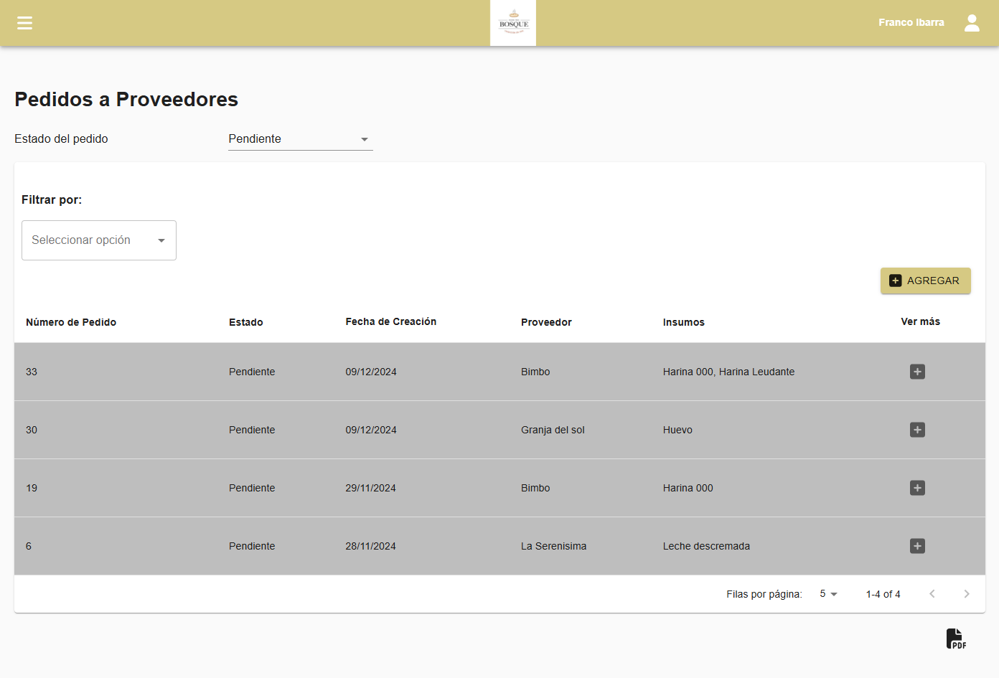 BOSQUE
Franco Ibarra
Pedidos a Proveedores
Estado del pedido Pendiente
Filtrar por:
Seleccionar opción
AGREGAR
Número de Pedido Estado Fecha de Creación Proveedor Insumos Ver más
33 Pendiente 09/12/2024 Bimbo Harina 000, Harina Leudante
30 Pendiente 09/12/2024 Granja del sol Huevo
19 Pendiente 29/11/2024 Bimbo Harina 000
6 Pendiente 28/11/2024 La Serenisima Leche descremada
Filas por página: 5 1-4 of 4
PDF